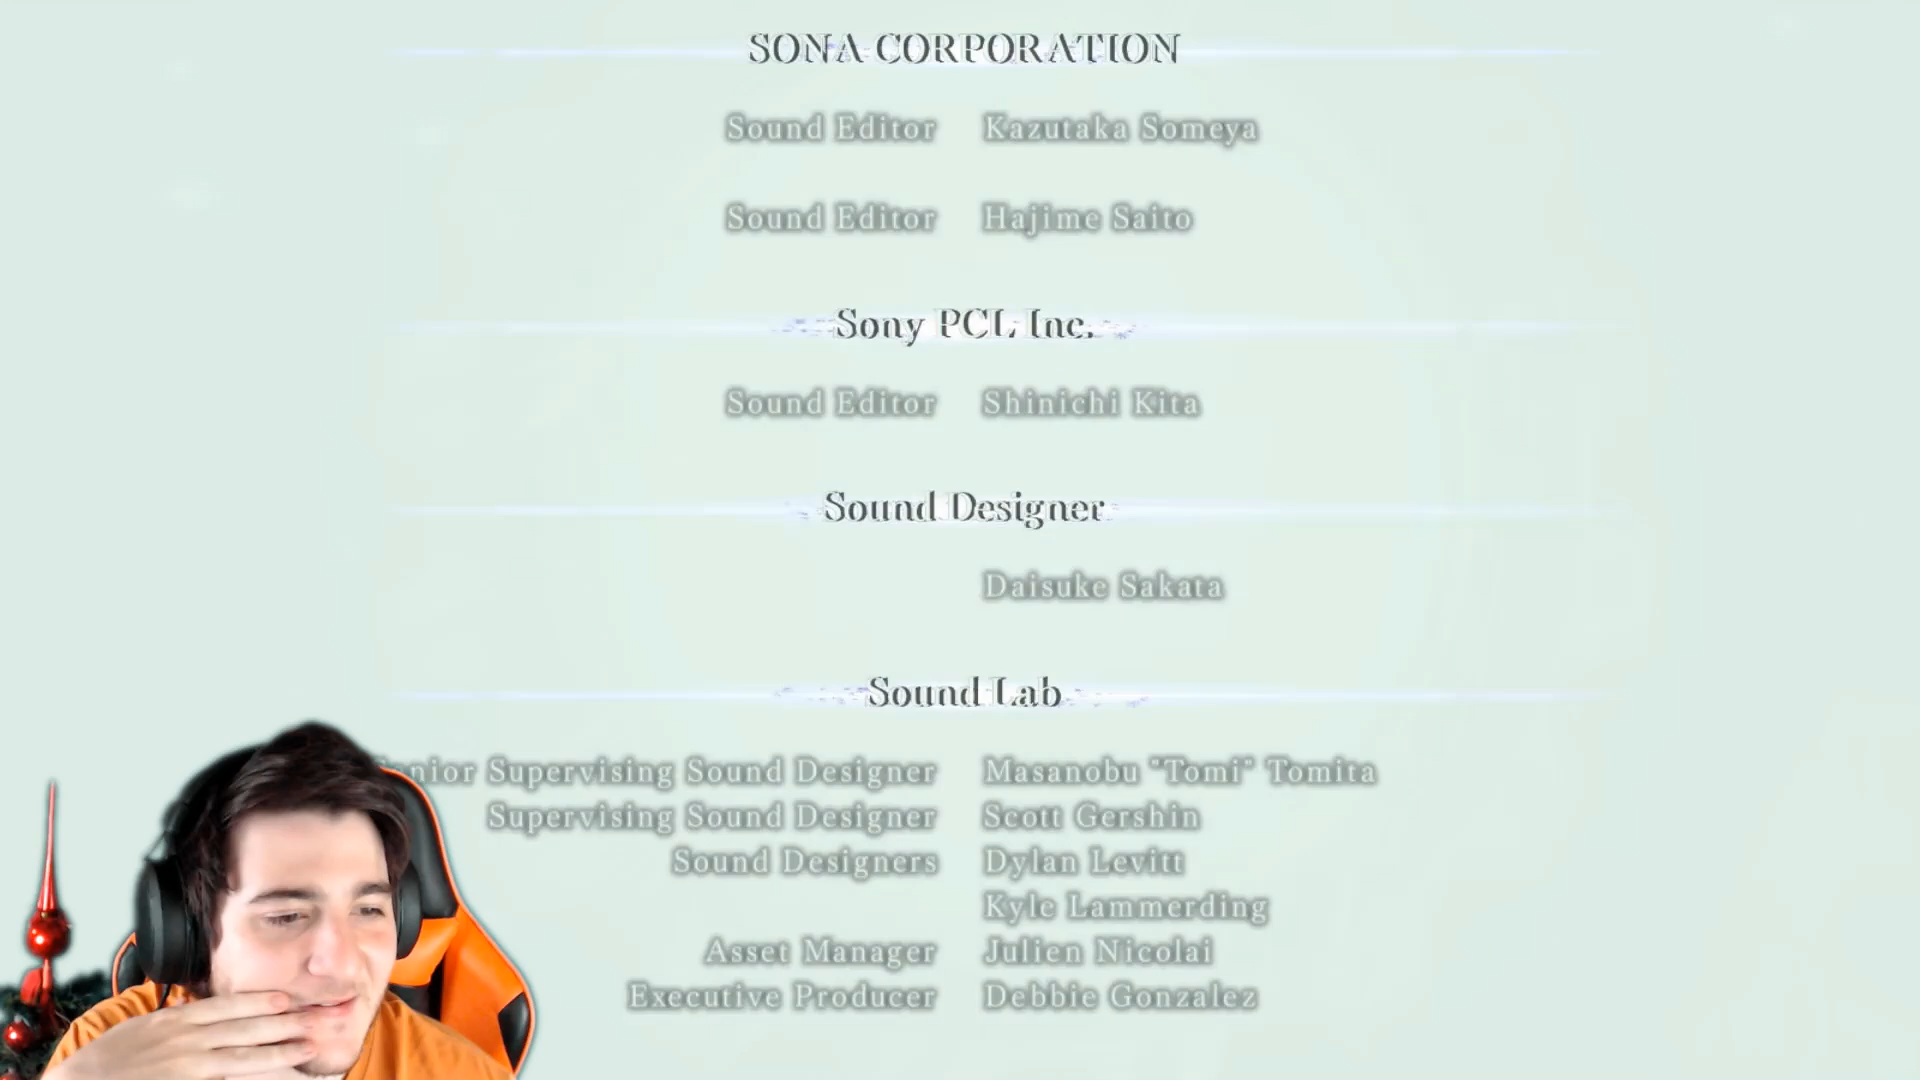 SONA CORPORATION
Sound Editor Kazutaka Someya
Sound Editor Hajime Saito
Sony PCL Inc.
Sound Editor Shinichi Kita
Sound Designer
Daisuke Sakata
Sound Lab
Senior Supervising Sound Designer Masanobu "Tomi" Tomita
Supervising Sound Designer Scott Gershin
Sound Designers Dylan Levitt
Kyle Lammerding
Asset Manager Julien Nicolai
Executive Producer Debbie Gonzalez